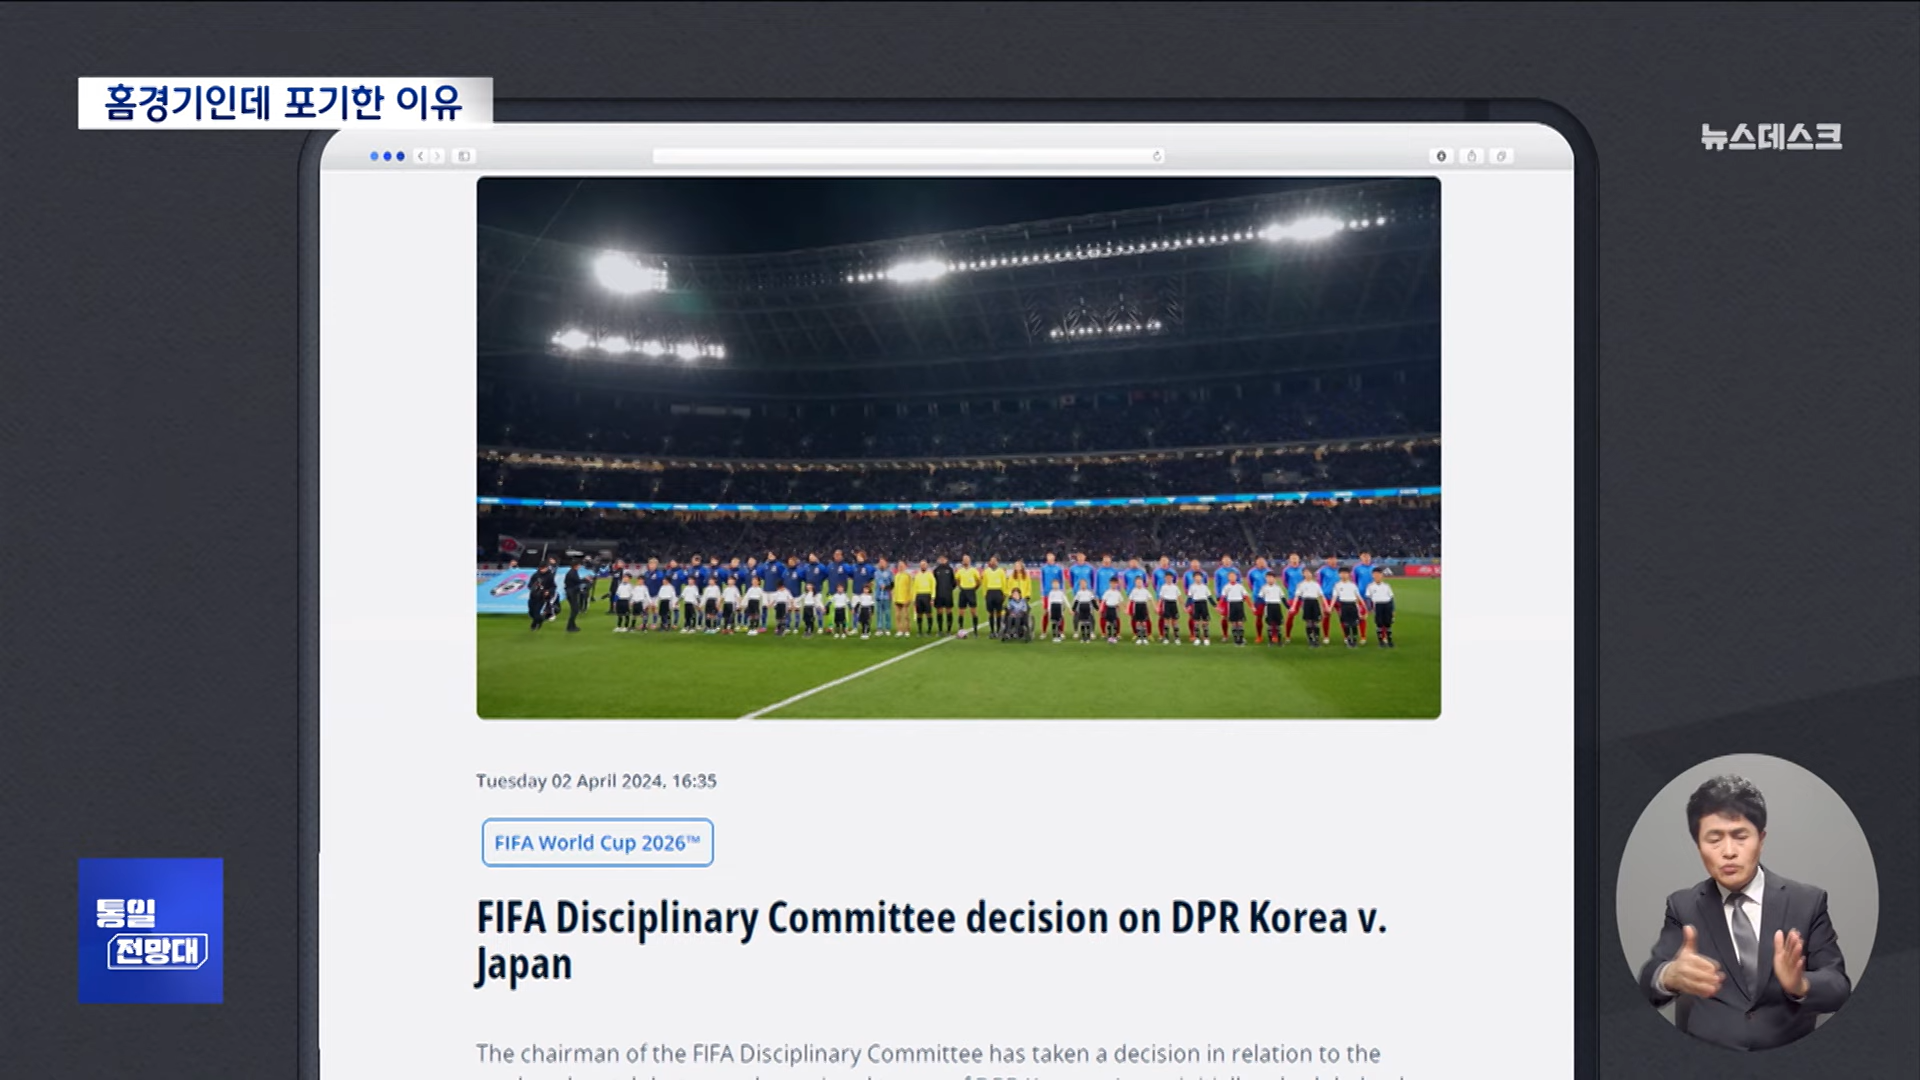 홈경기인데 포기한 이유
뉴스데스크
Tuesday 02 April 2024, 16:35
FIFA World Cup 2026™
FIFA Disciplinary Committee decision on DPR Korea v.
Japan
The chairman of the FIFA Disciplinary Committee has taken a decision in relation to the
통일
전망대